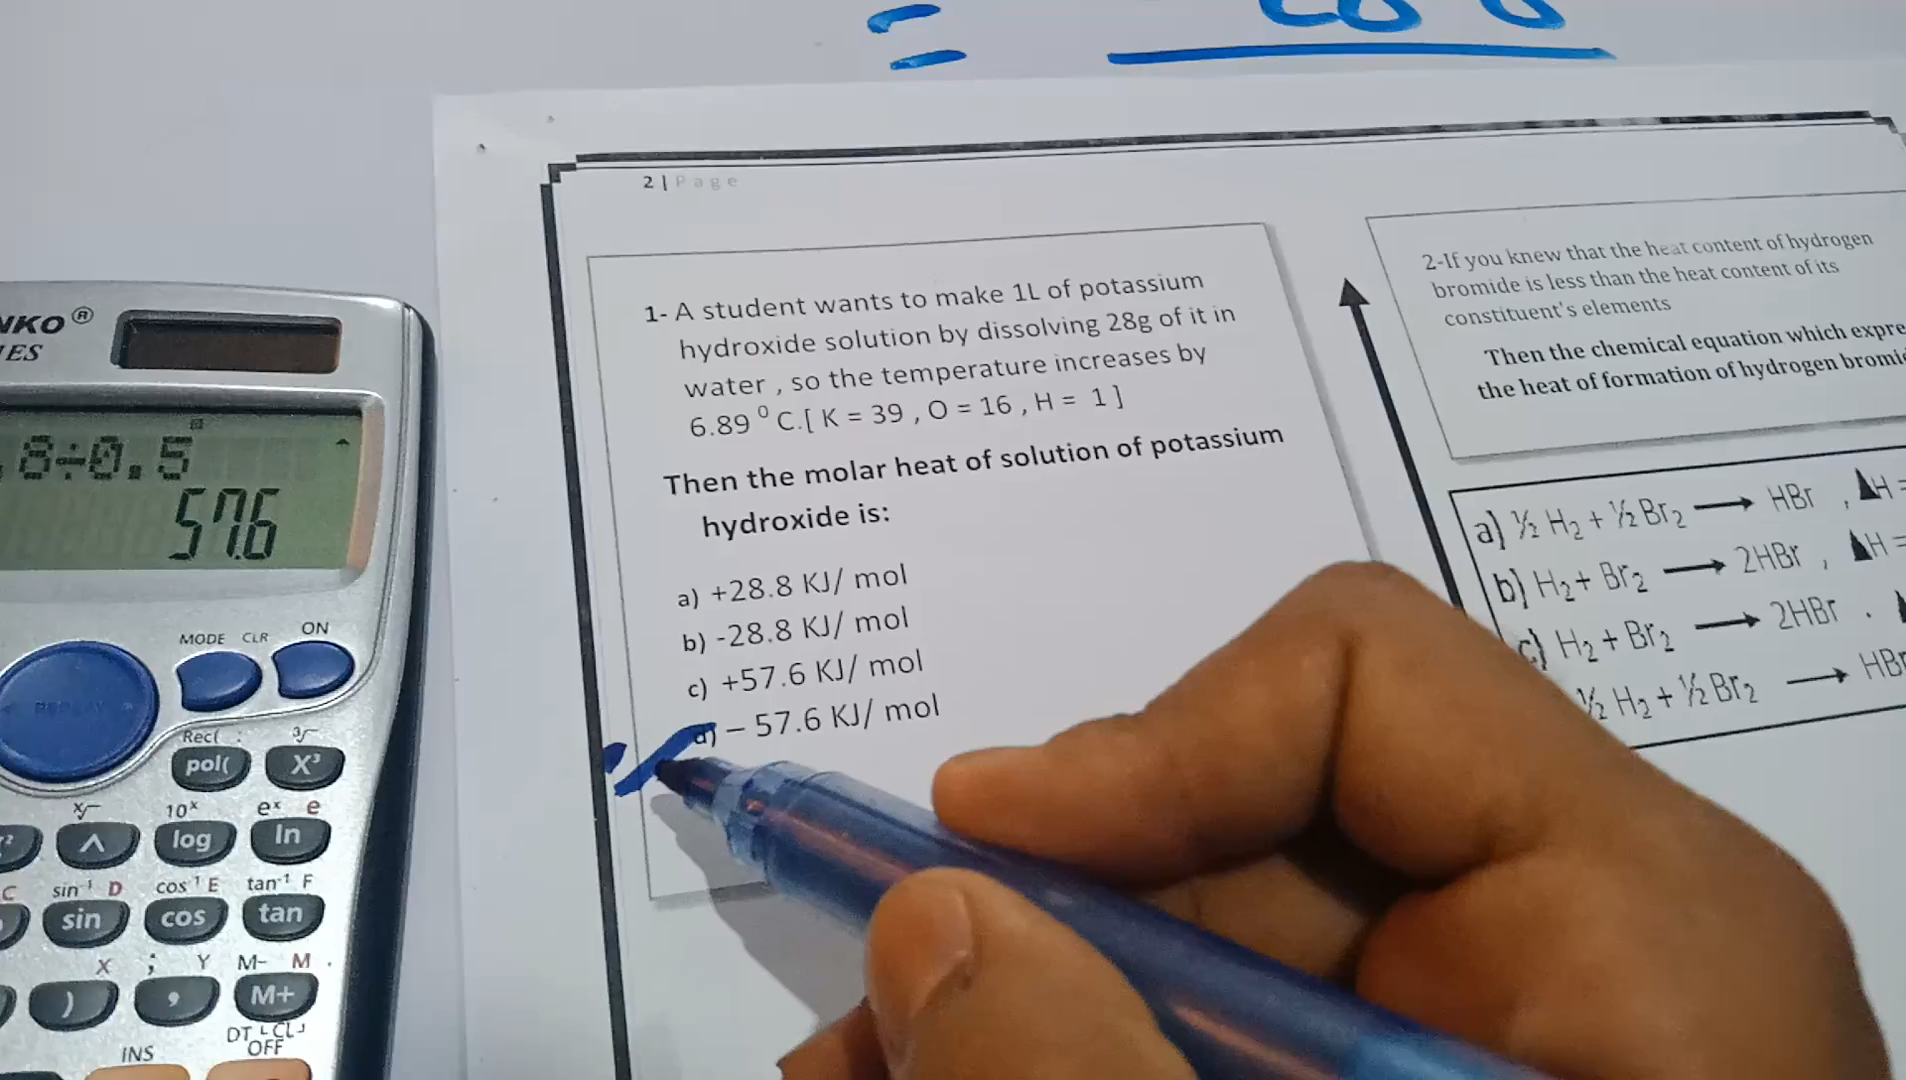 =
2 | Page
1- A student wants to make 1L of potassium
hydroxide solution by dissolving 28g of it in
water , so the temperature increases by
6.89 ⁰ C.[ K = 39 , O = 16 , H = 1 ]
Then the molar heat of solution of potassium
hydroxide is:
a) +28.8 KJ/ mol
b) -28.8 KJ/ mol
c) +57.6 KJ/ mol
d) – 57.6 KJ/ mol
2-If you knew that the heat content of hydrogen
bromide is less than the heat content of its
constituent's elements
Then the chemical equation which
the heat of formation of hydrogen
a) ½ H₂ + ½ Br₂ → HBr , ΔH =
b) H₂ + Br₂ → 2HBr , ΔH =
c) H₂ + Br₂ → 2HBr .
½ H₂ + ½ Br₂ → HBr
®
8÷0.5
57.6
MODE CLR ON
REPLAY
Rec( :
pol( X³
10ˣ eˣ e
^ log ln
sin⁻¹ D cos⁻¹ E tan⁻¹ F
sin cos tan
X ; Y M- M
) , M+
DT CL
INS OFF